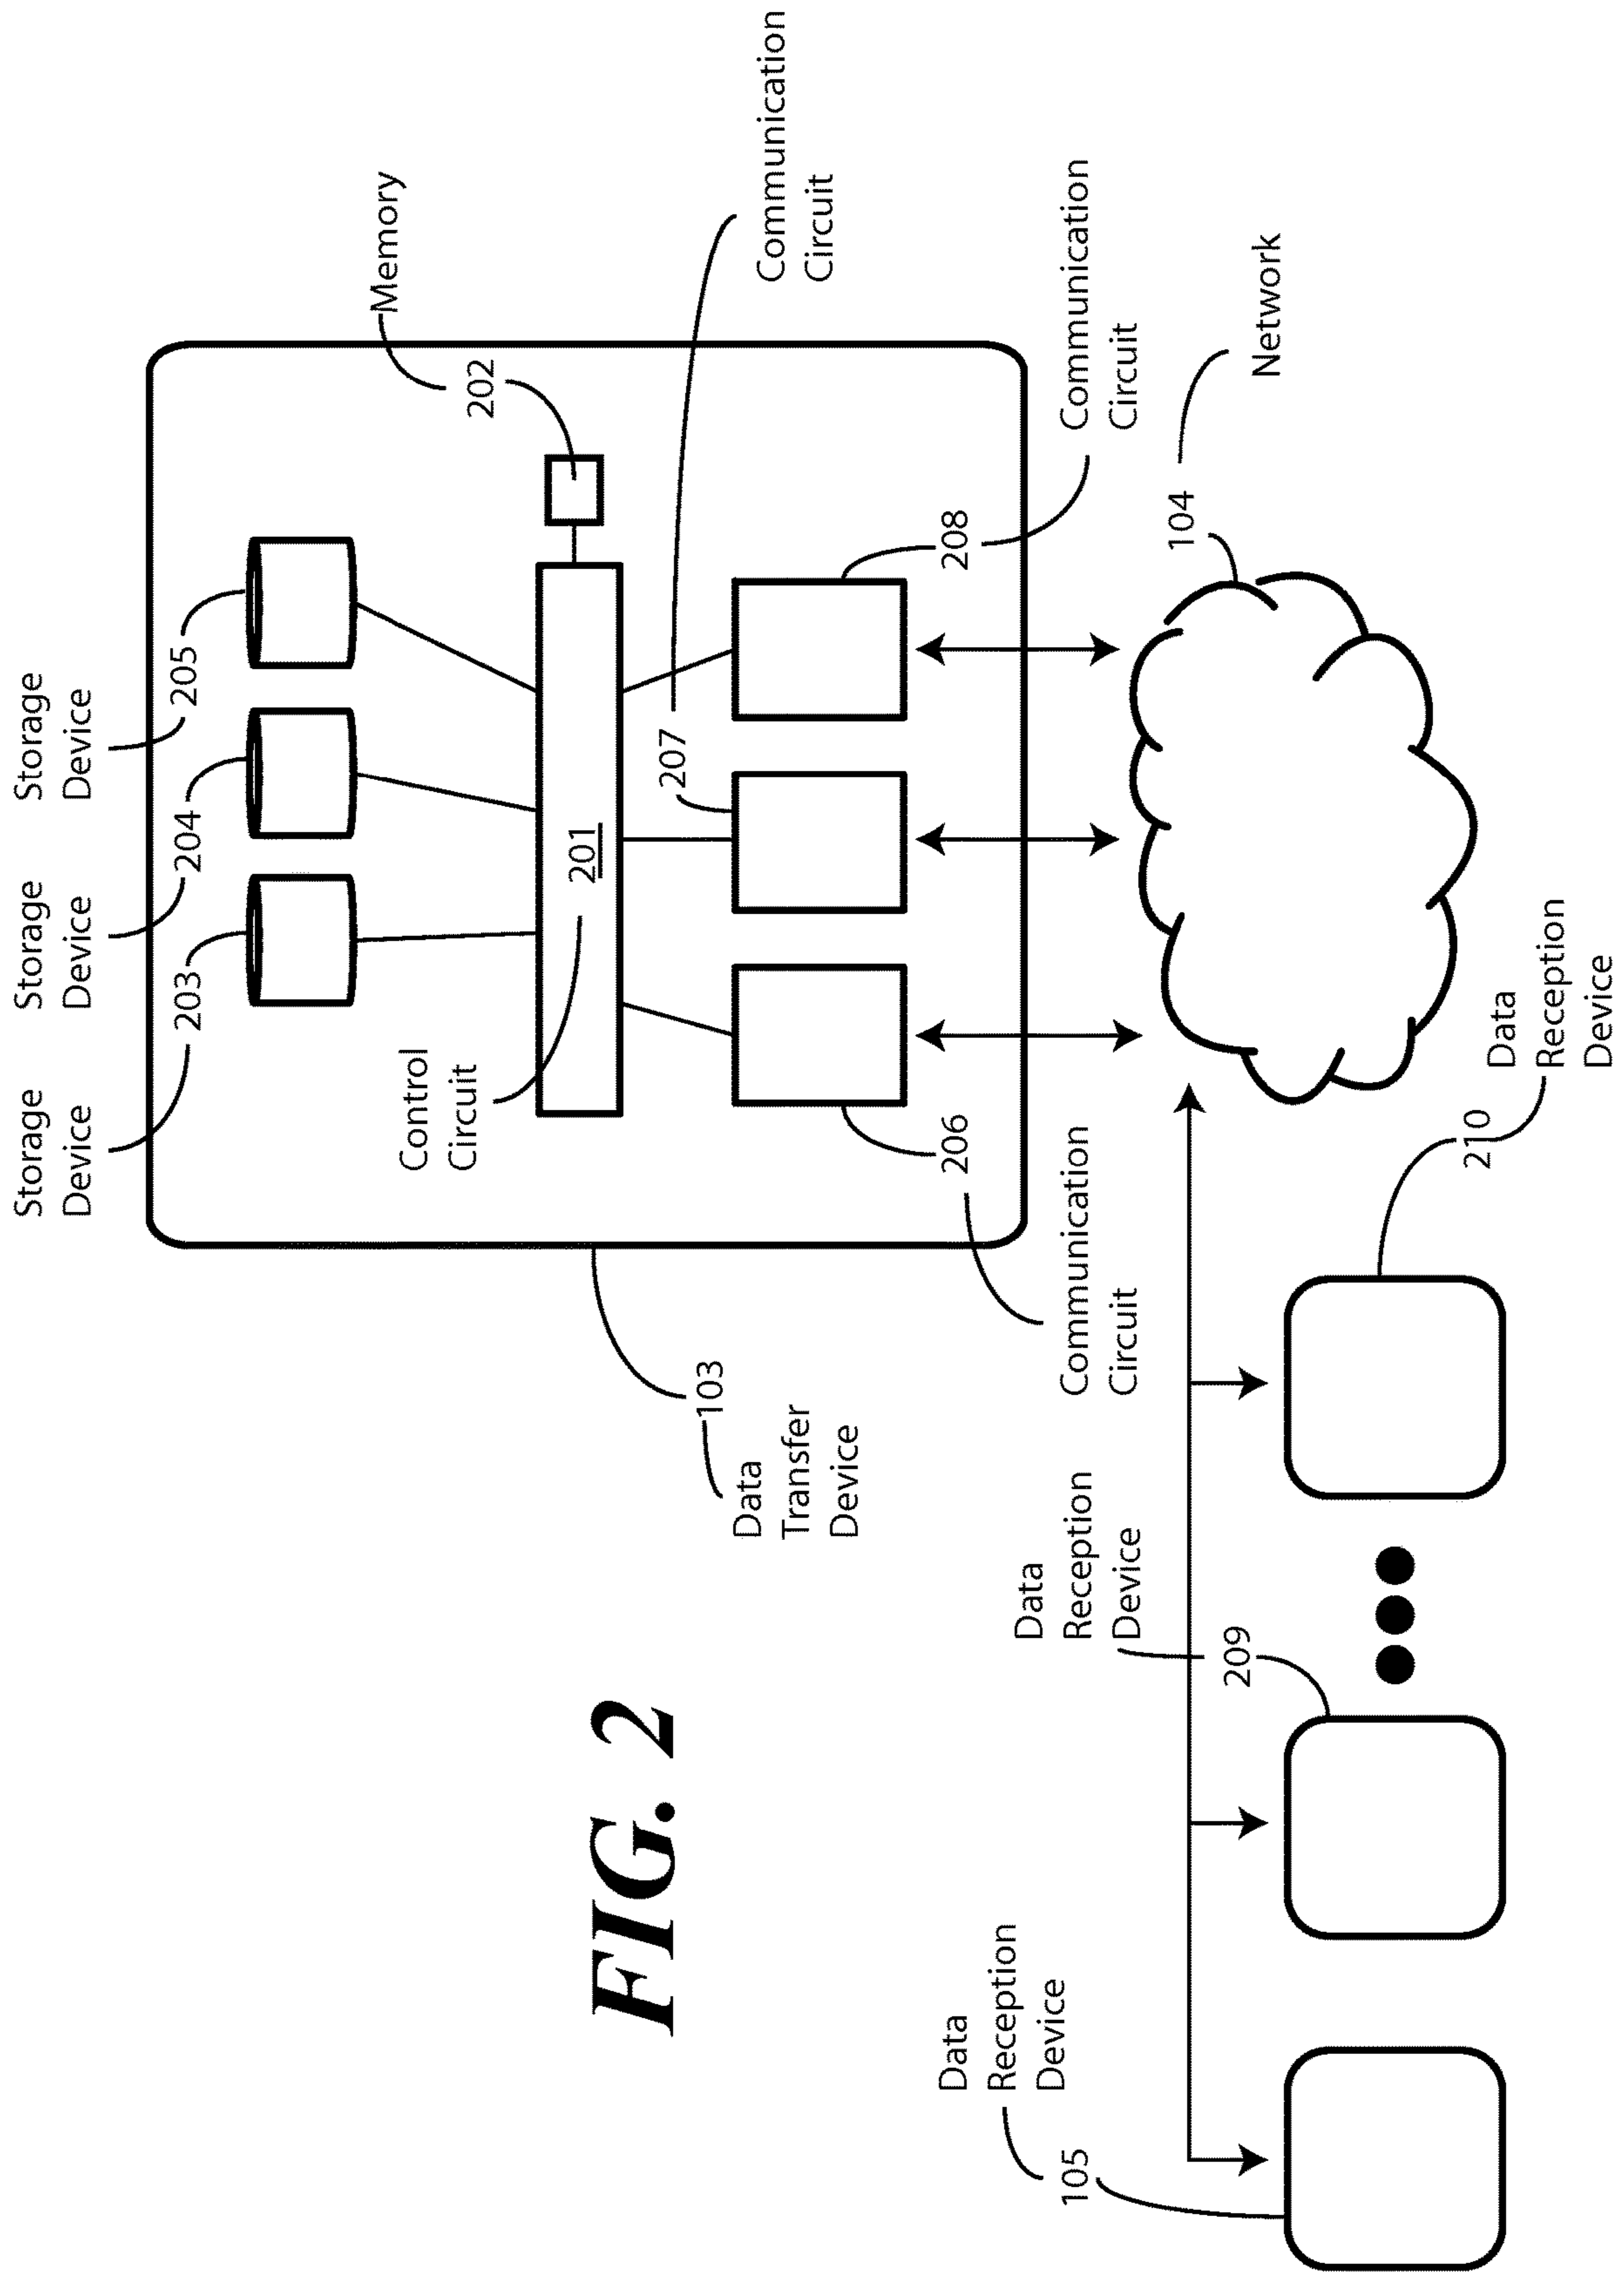 Storage
Device
Storage
Device
Storage
Device
203
204
205
Memory
202
Control
Circuit
201
Communication
Circuit
207
206
208
Communication
Circuit
103
Data
Transfer
Device
Communication
Circuit
104
Network
FIG. 2
Data
Reception
Device
105
Data
Reception
Device
209
210
Data
Reception
Device